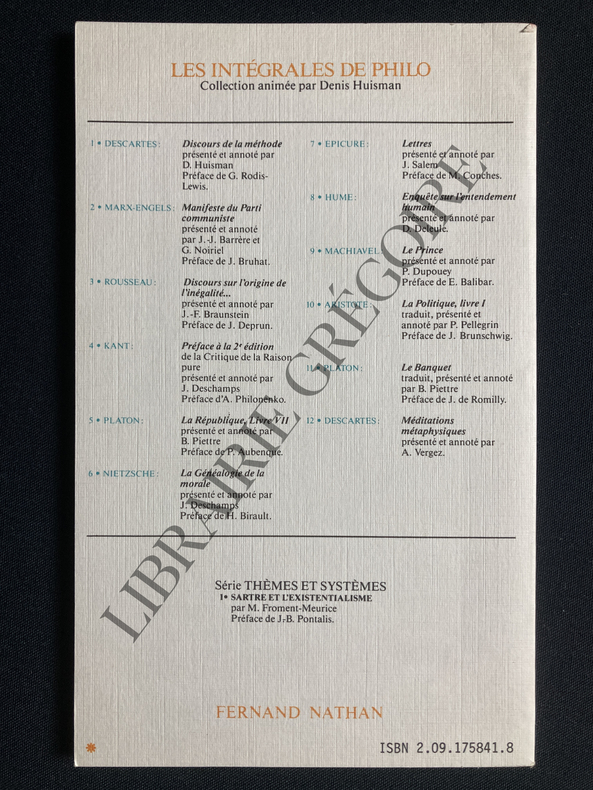 LES INTÉGRALES DE PHILO
Collection animée par Denis Huisman
1 • DESCARTES: Discours de la méthode
présenté et annoté par
D. Huisman
Préface de G. Rodis-
Lewis.
2 • MARX-ENGELS: Manifeste du Parti
communiste
présenté et annoté
par J.-J. Barrère et
G. Noiriel
Préface de J. Bruhat.
3 • ROUSSEAU: Discours sur l'origine de
l'inégalité...
présenté et annoté par
J.-F. Braunstein
Préface de J. Deprun.
4 • KANT: Préface à la 2e édition
de la Critique de la Raison
pure
présenté et annoté par
J. Deschamps
Préface d'A. Philonenko.
5 • PLATON: La République, Livre VII
présenté et annoté par
B. Piettre
Préface de P. Aubenque.
6 • NIETZSCHE: La Généalogie de la
morale
présenté et annoté par
J. Deschamps
Préface de H. Birault.
7 • EPICURE: Lettres
présenté et annoté par
J. Salem
Préface de M. Conches.
8 • HUME: Enquête sur l'entendement
humain
présenté et annoté par
D. Deleule.
9 • MACHIAVEL: Le Prince
présenté et annoté par
P. Dupouey
Préface de E. Balibar.
10 • ARISTOTE: La Politique, livre I
traduit, présenté et
annoté par P. Pellegrin
Préface de J. Brunschwig.
11 • PLATON: Le Banquet
traduit, présenté et annoté
par B. Piettre
Préface de J. de Romilly.
12 • DESCARTES: Méditations
métaphysiques
présenté et annoté par
A. Vergez.
Série THÈMES ET SYSTÈMES
1• SARTRE ET L'EXISTENTIALISME
par M. Froment-Meurice
Préface de J.-B. Pontalis.
FERNAND NATHAN
ISBN 2.09.175841.8
LIBRAIRIE GRÉGOIRE